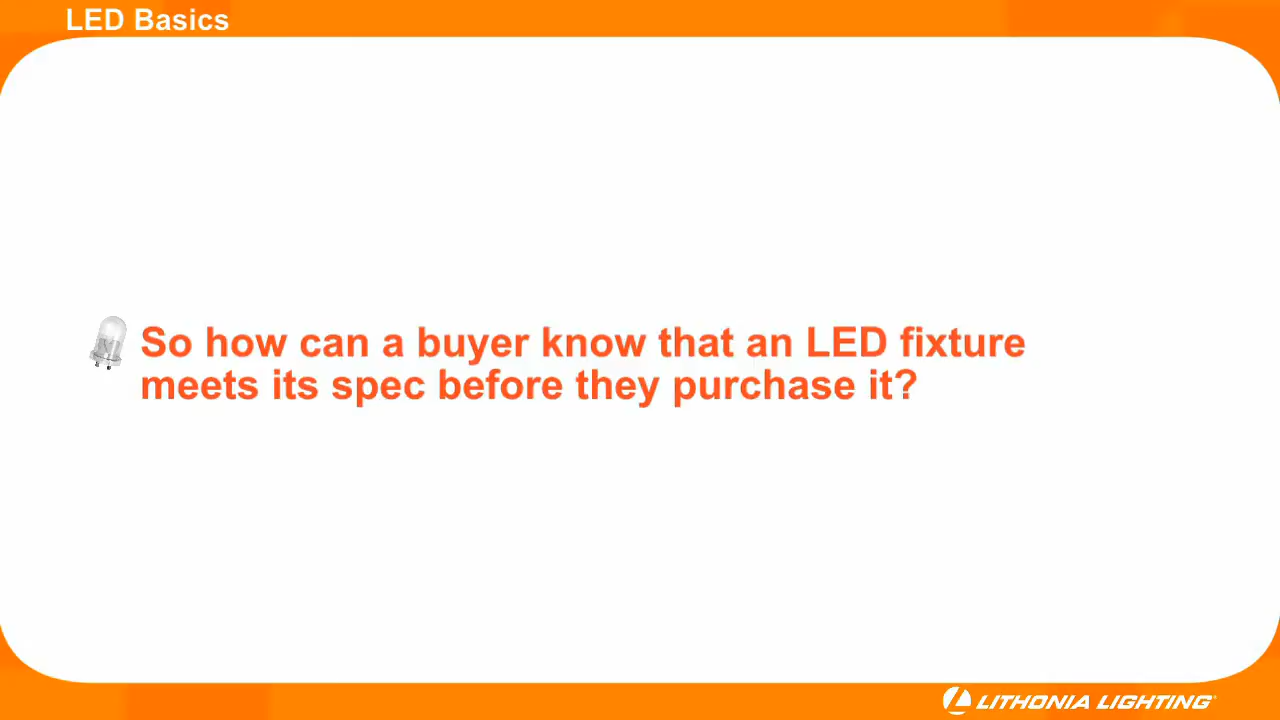 LED Basics
So how can a buyer know that an LED fixture
meets its spec before they purchase it?
LITHONIA LIGHTING®